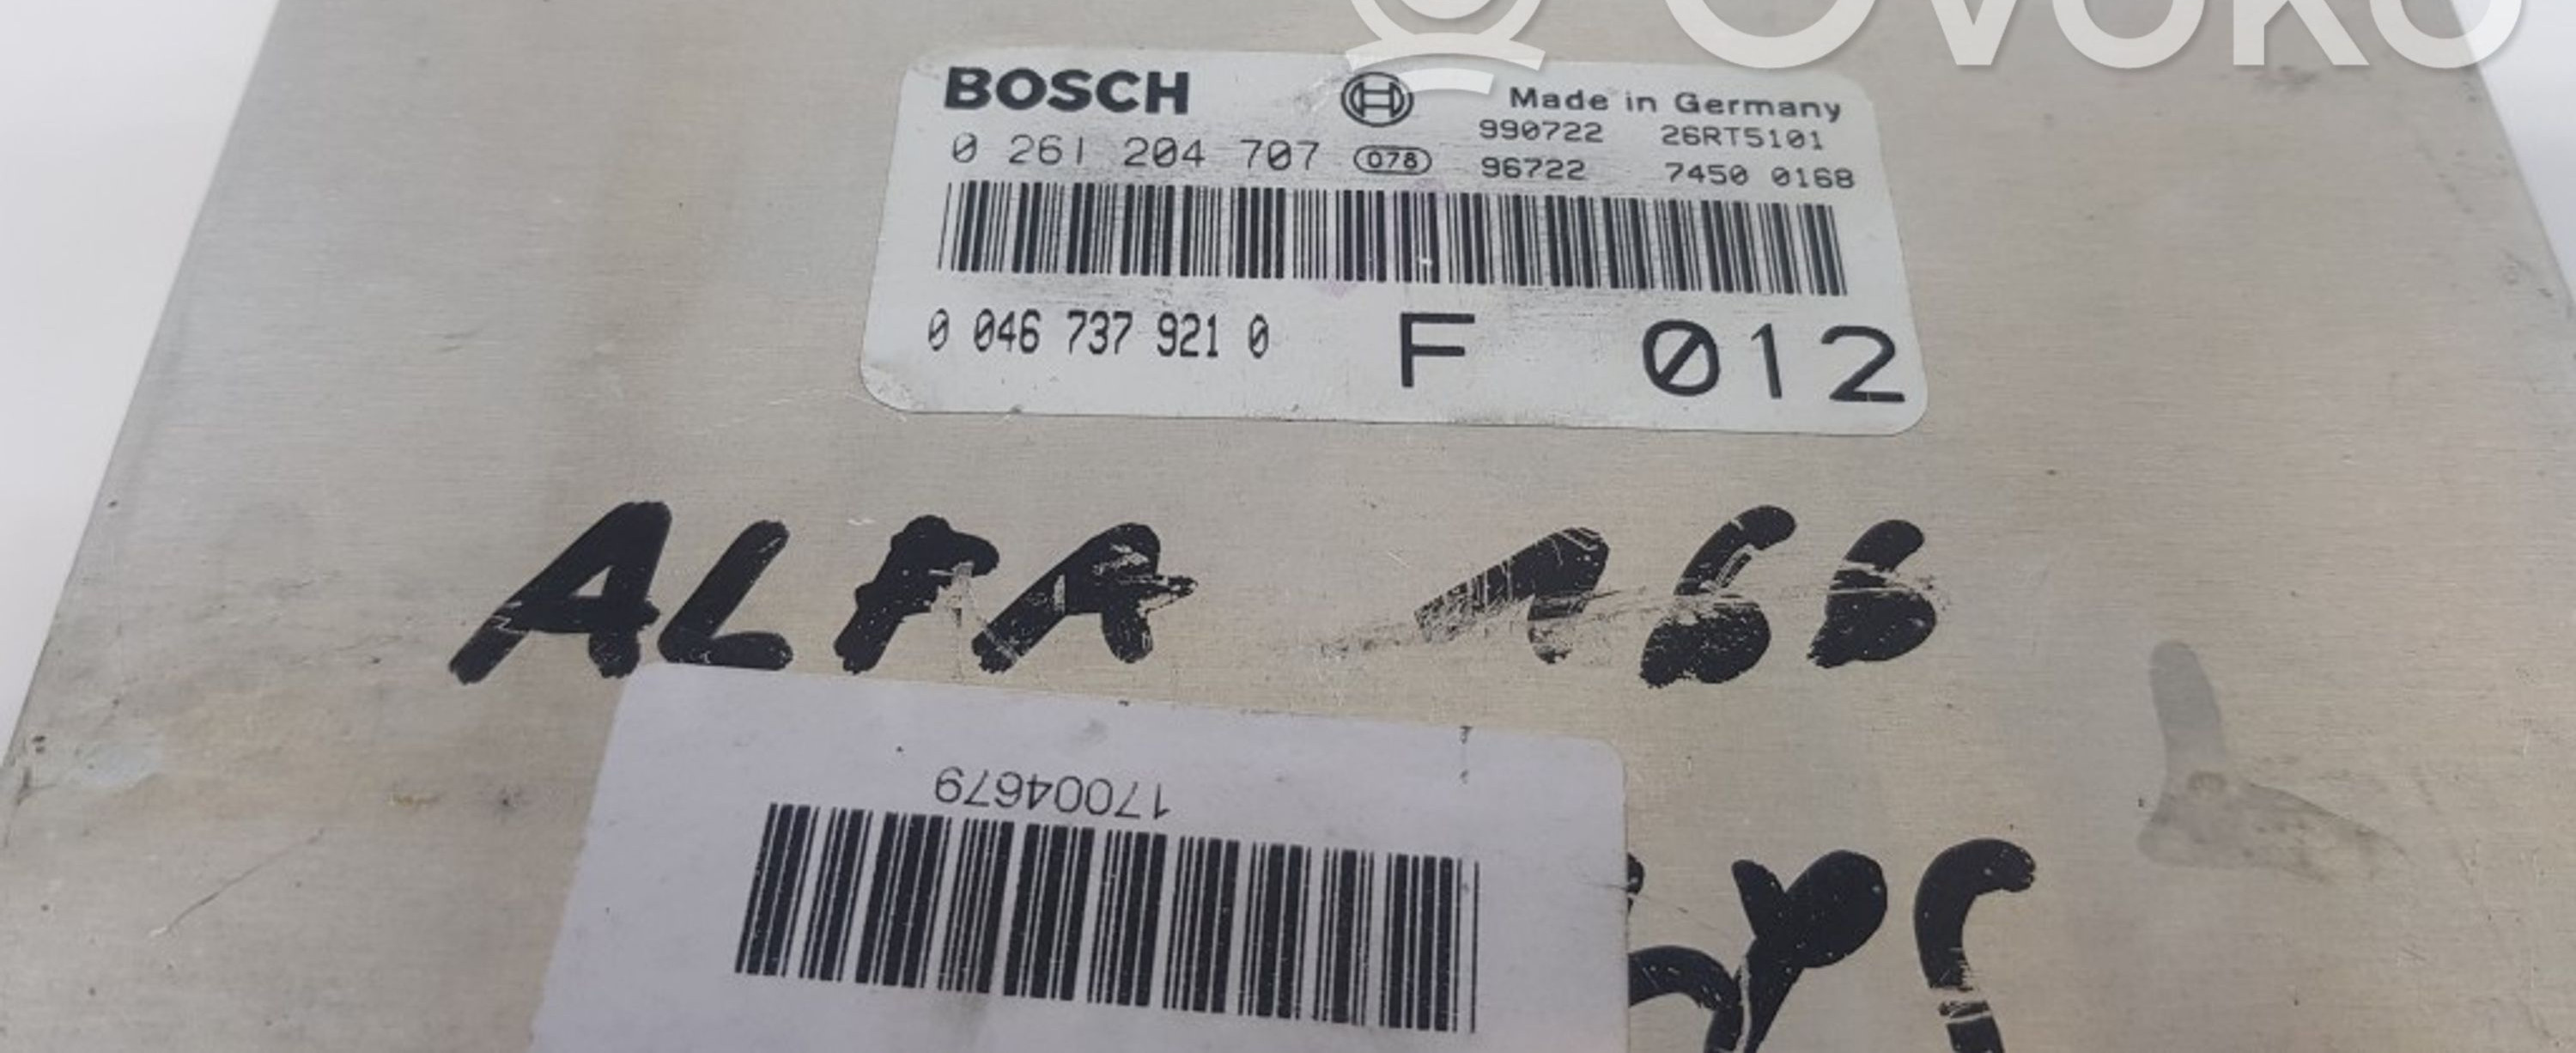 OVOKO
BOSCH Made in Germany
990722 26RT5101
0 261 204 707 078 96722 7450 0168
0 046 737 921 0 F 012
ALFA 166
17004679